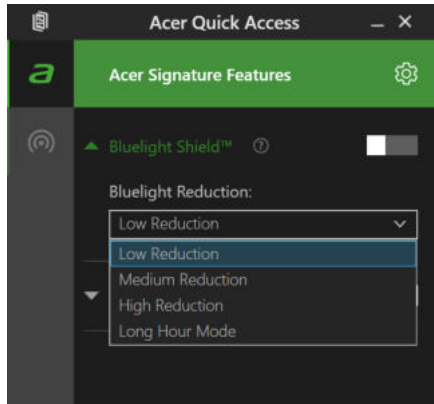 Acer Quick Access
a
Acer Signature Features
Bluelight Shield™ ?
Bluelight Reduction:
Low Reduction
Low Reduction
Medium Reduction
High Reduction
Long Hour Mode